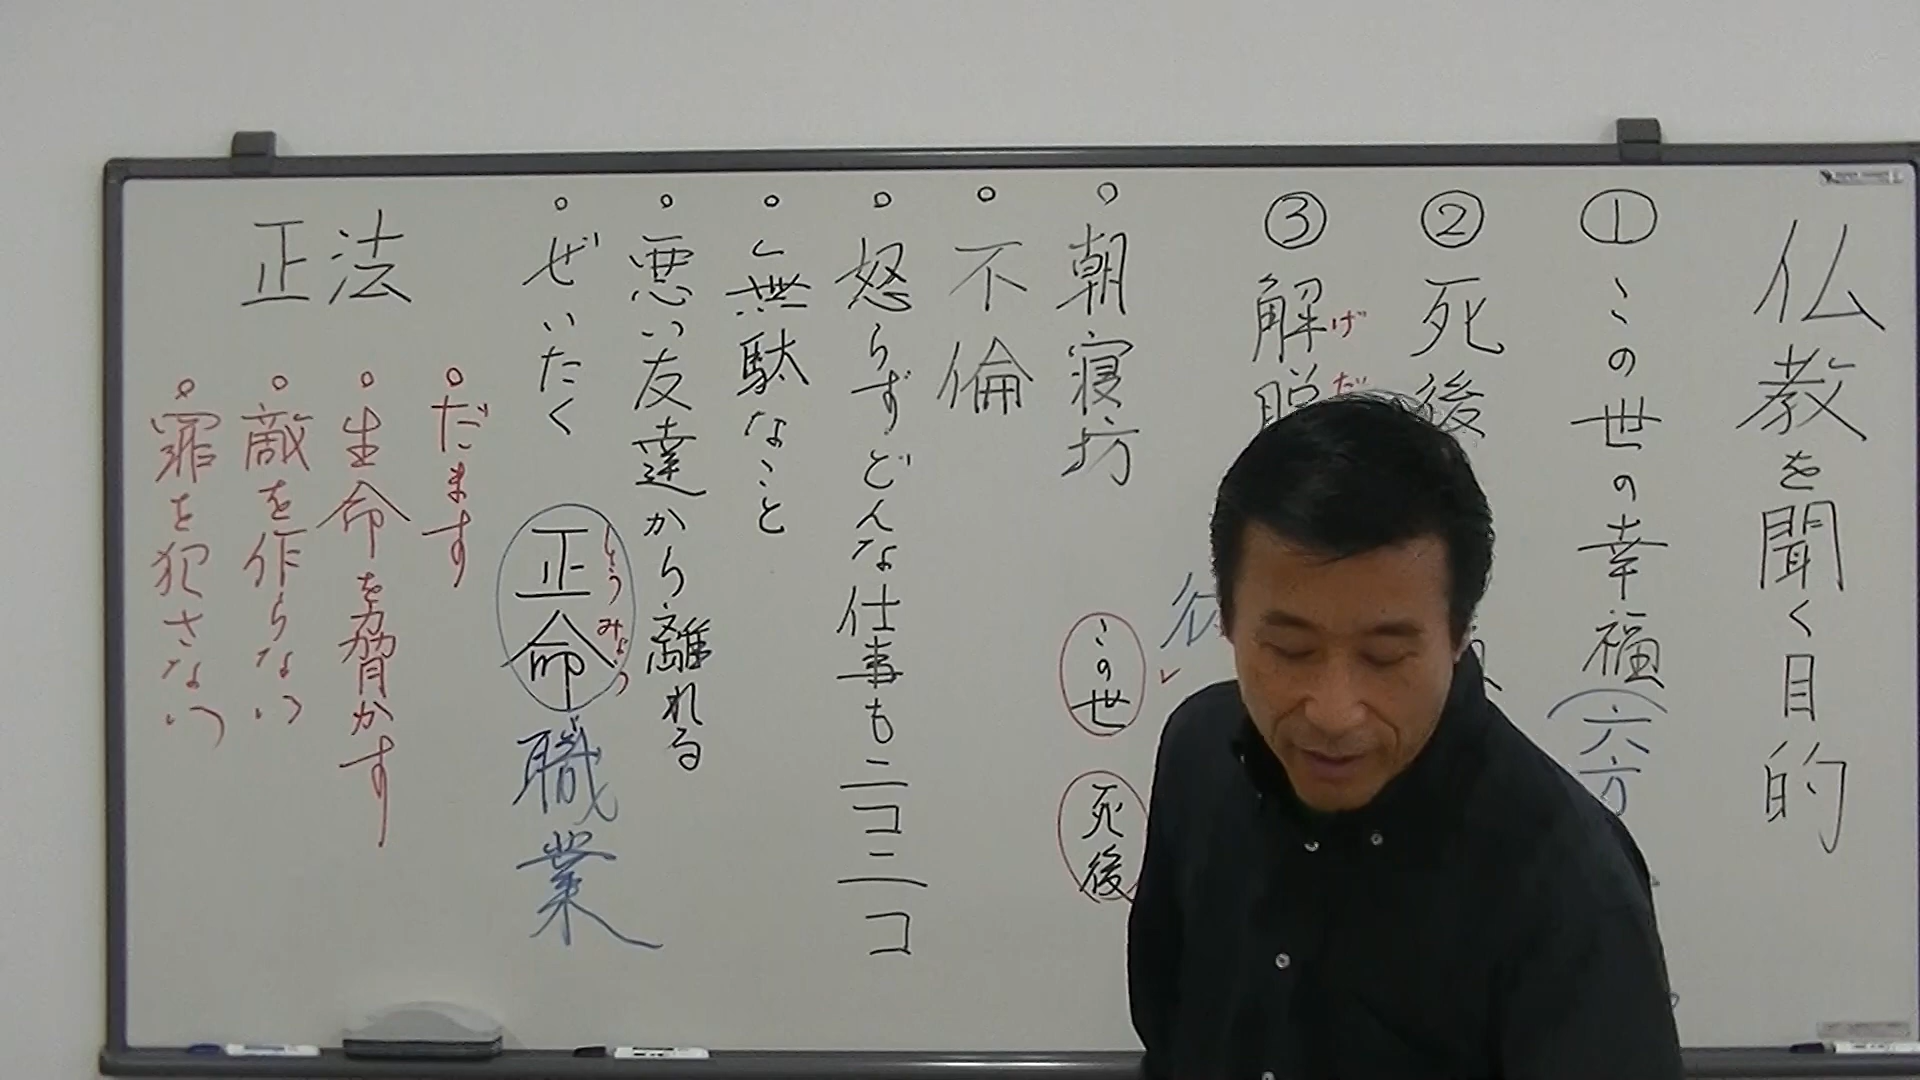 仏教を聞く目的
①この世の幸福(六方
②死後
③解脱
げだ
この世
死後
。朝寝坊
。不倫
。怒らずどんな仕事もニコニコ
。無駄なこと
。悪い友達から離れる
。ぜいたく
正命
しょうみょう
職業
正法
。だます
。生命を脅かす
。敵を作らない
。罪を犯さない